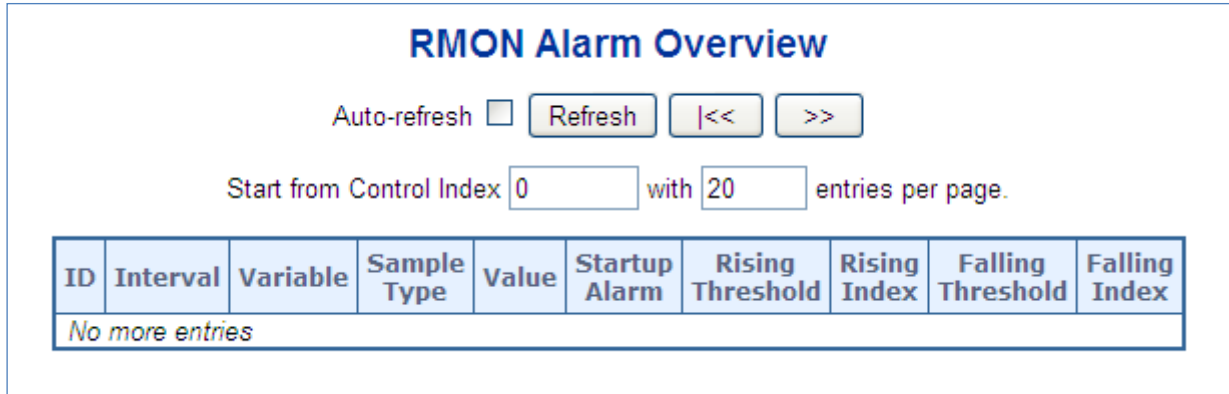 RMON Alarm Overview
Auto-refresh Refresh |<< >>
Start from Control Index 0 with 20 entries per page.
ID Interval Variable Sample Type Value Startup Alarm Rising Threshold Rising Index Falling Threshold Falling Index
No more entries